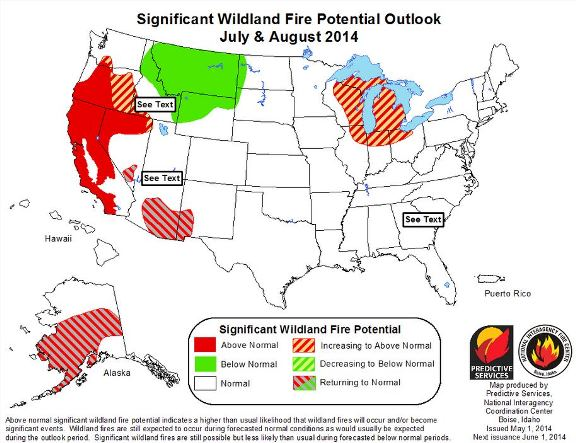 Significant Wildland Fire Potential Outlook
July & August 2014
See Text
See Text
See Text
Hawaii
Puerto Rico
Alaska
Significant Wildland Fire Potential
Above Normal
Increasing to Above Normal
Below Normal
Decreasing to Below Normal
Normal
Returning to Normal
PREDICTIVE
SERVICES
NATIONAL INTERAGENCY FIRE CENTER
Boise, Idaho
Map produced by
Predictive Services,
National Interagency
Coordination Center
Boise, Idaho
Issued May 1, 2014
Next issuance June 1, 2014
Above normal significant wildland fire potential indicates a higher than usual likelihood that wildland fires will occur and/or become
significant events. Wildland fires are still expected to occur during forecasted normal conditions as would usually be expected
during the outlook period. Significant wildland fires are still possible but less likely than usual during forecasted below normal periods.